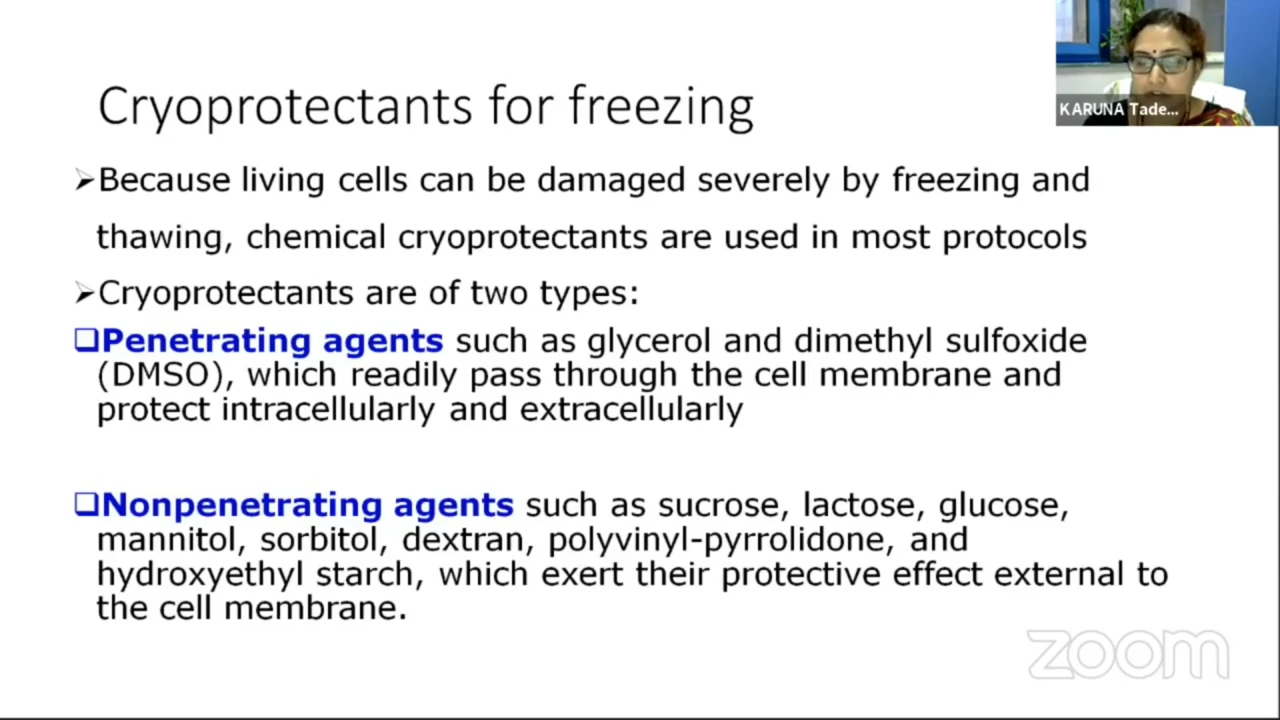 Cryoprotectants for freezing
KARUNA Tade...
➢Because living cells can be damaged severely by freezing and
thawing, chemical cryoprotectants are used in most protocols
➢Cryoprotectants are of two types:
❑Penetrating agents such as glycerol and dimethyl sulfoxide
(DMSO), which readily pass through the cell membrane and
protect intracellularly and extracellularly
❑Nonpenetrating agents such as sucrose, lactose, glucose,
mannitol, sorbitol, dextran, polyvinyl-pyrrolidone, and
hydroxyethyl starch, which exert their protective effect external to
the cell membrane.
zoom